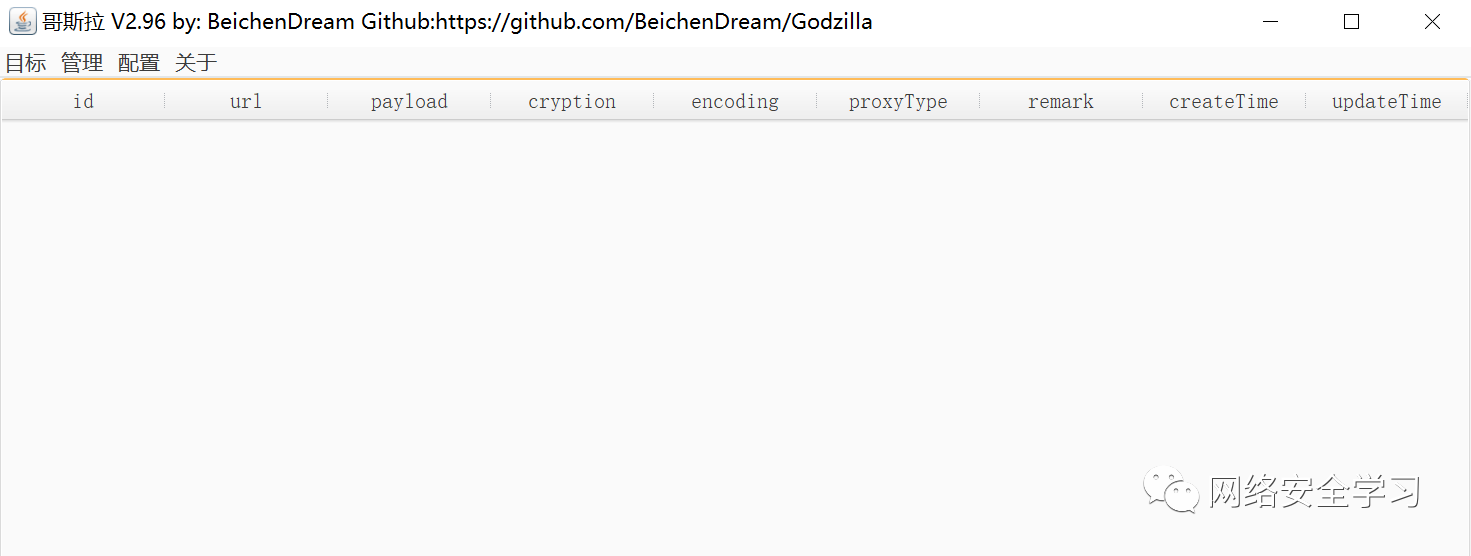 哥斯拉 V2.96 by: BeichenDream Github:https://github.com/BeichenDream/Godzilla
目标 管理 配置 关于
id url payload cryption encoding proxyType remark createTime updateTime
网络安全学习